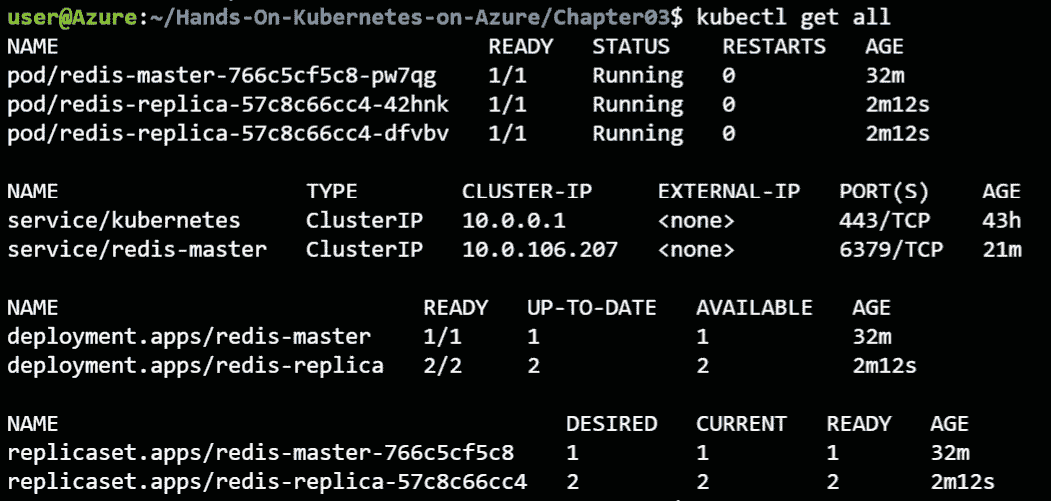 user@Azure:~/Hands-On-Kubernetes-on-Azure/Chapter03$ kubectl get all
NAME READY STATUS RESTARTS AGE
pod/redis-master-766c5cf5c8-pw7qg 1/1 Running 0 32m
pod/redis-replica-57c8c66cc4-42hnk 1/1 Running 0 2m12s
pod/redis-replica-57c8c66cc4-dfvbv 1/1 Running 0 2m12s
NAME TYPE CLUSTER-IP EXTERNAL-IP PORT(S) AGE
service/kubernetes ClusterIP 10.0.0.1 <none> 443/TCP 43h
service/redis-master ClusterIP 10.0.106.207 <none> 6379/TCP 21m
NAME READY UP-TO-DATE AVAILABLE AGE
deployment.apps/redis-master 1/1 1 1 32m
deployment.apps/redis-replica 2/2 2 2 2m12s
NAME DESIRED CURRENT READY AGE
replicaset.apps/redis-master-766c5cf5c8 1 1 1 32m
replicaset.apps/redis-replica-57c8c66cc4 2 2 2 2m12s